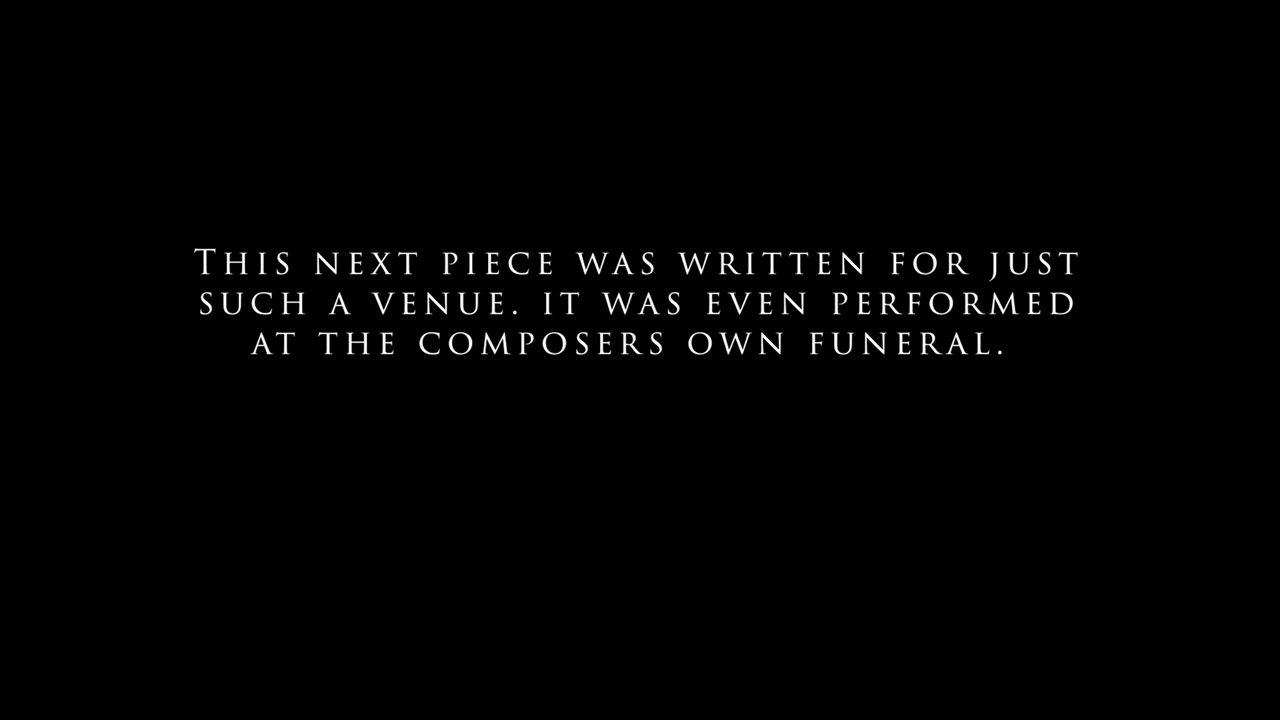 This next piece was written for just
such a venue. it was even performed
at the composers own funeral.